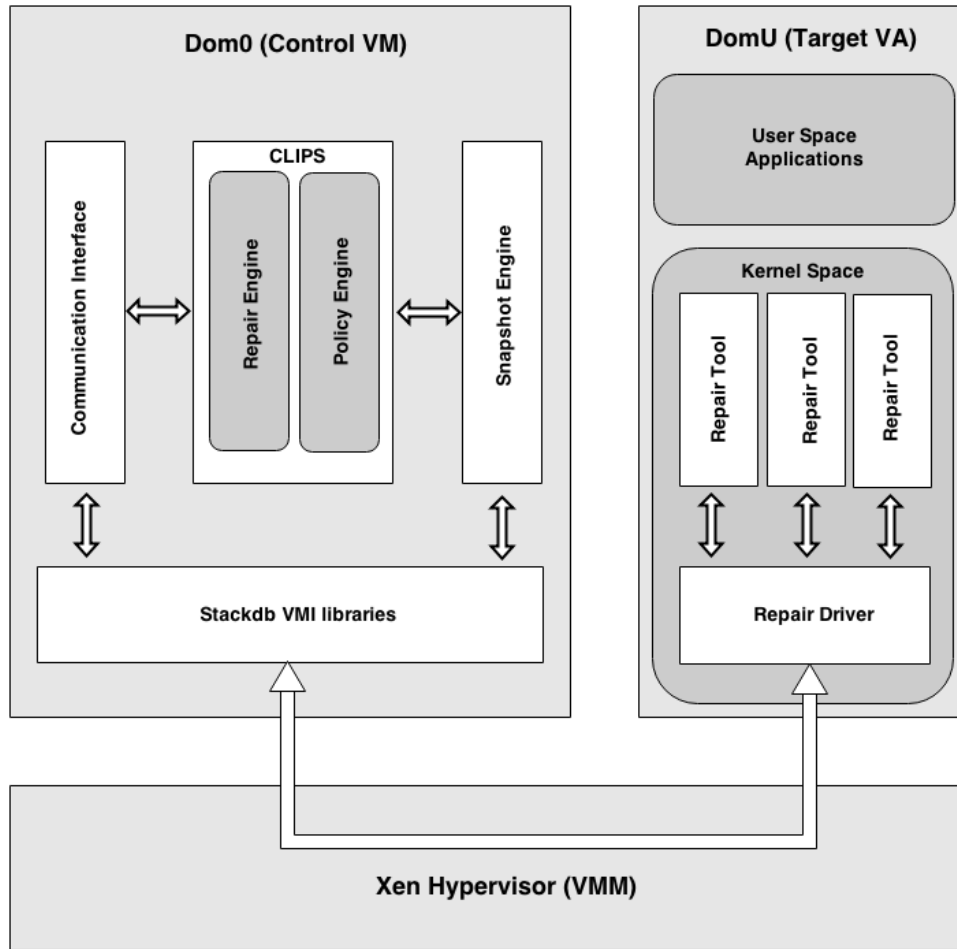 Dom0 (Control VM)
Communication Interface
CLIPS
Repair Engine
Policy Engine
Snapshot Engine
Stackdb VMI libraries
DomU (Target VA)
User Space
Applications
Kernel Space
Repair Tool
Repair Tool
Repair Tool
Repair Driver
Xen Hypervisor (VMM)